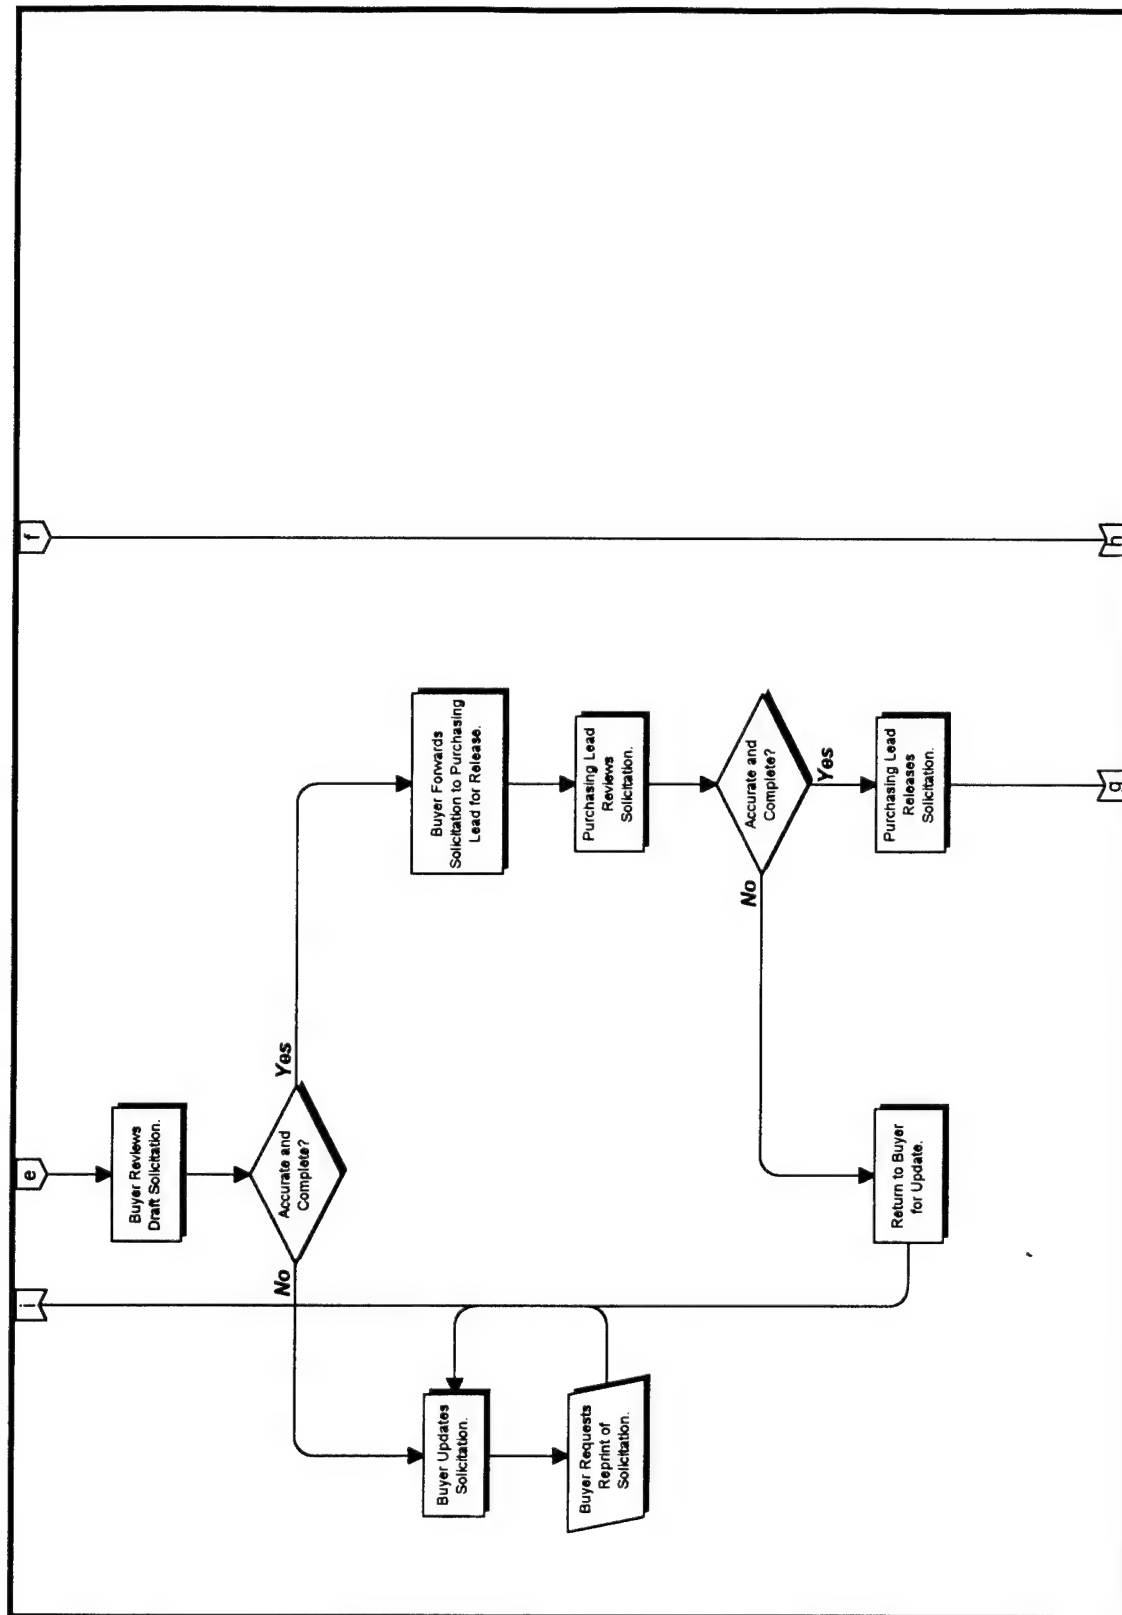 i
e
f
Buyer Reviews
Draft Solicitation.
Accurate and
Complete?
No
Yes
Buyer Updates
Solicitation.
Buyer Forwards
Solicitation to Purchasing
Lead for Release.
Buyer Requests
Reprint of
Solicitation.
Purchasing Lead
Reviews
Solicitation.
Accurate and
Complete?
No
Yes
Return to Buyer
for Update.
Purchasing Lead
Releases
Solicitation.
g